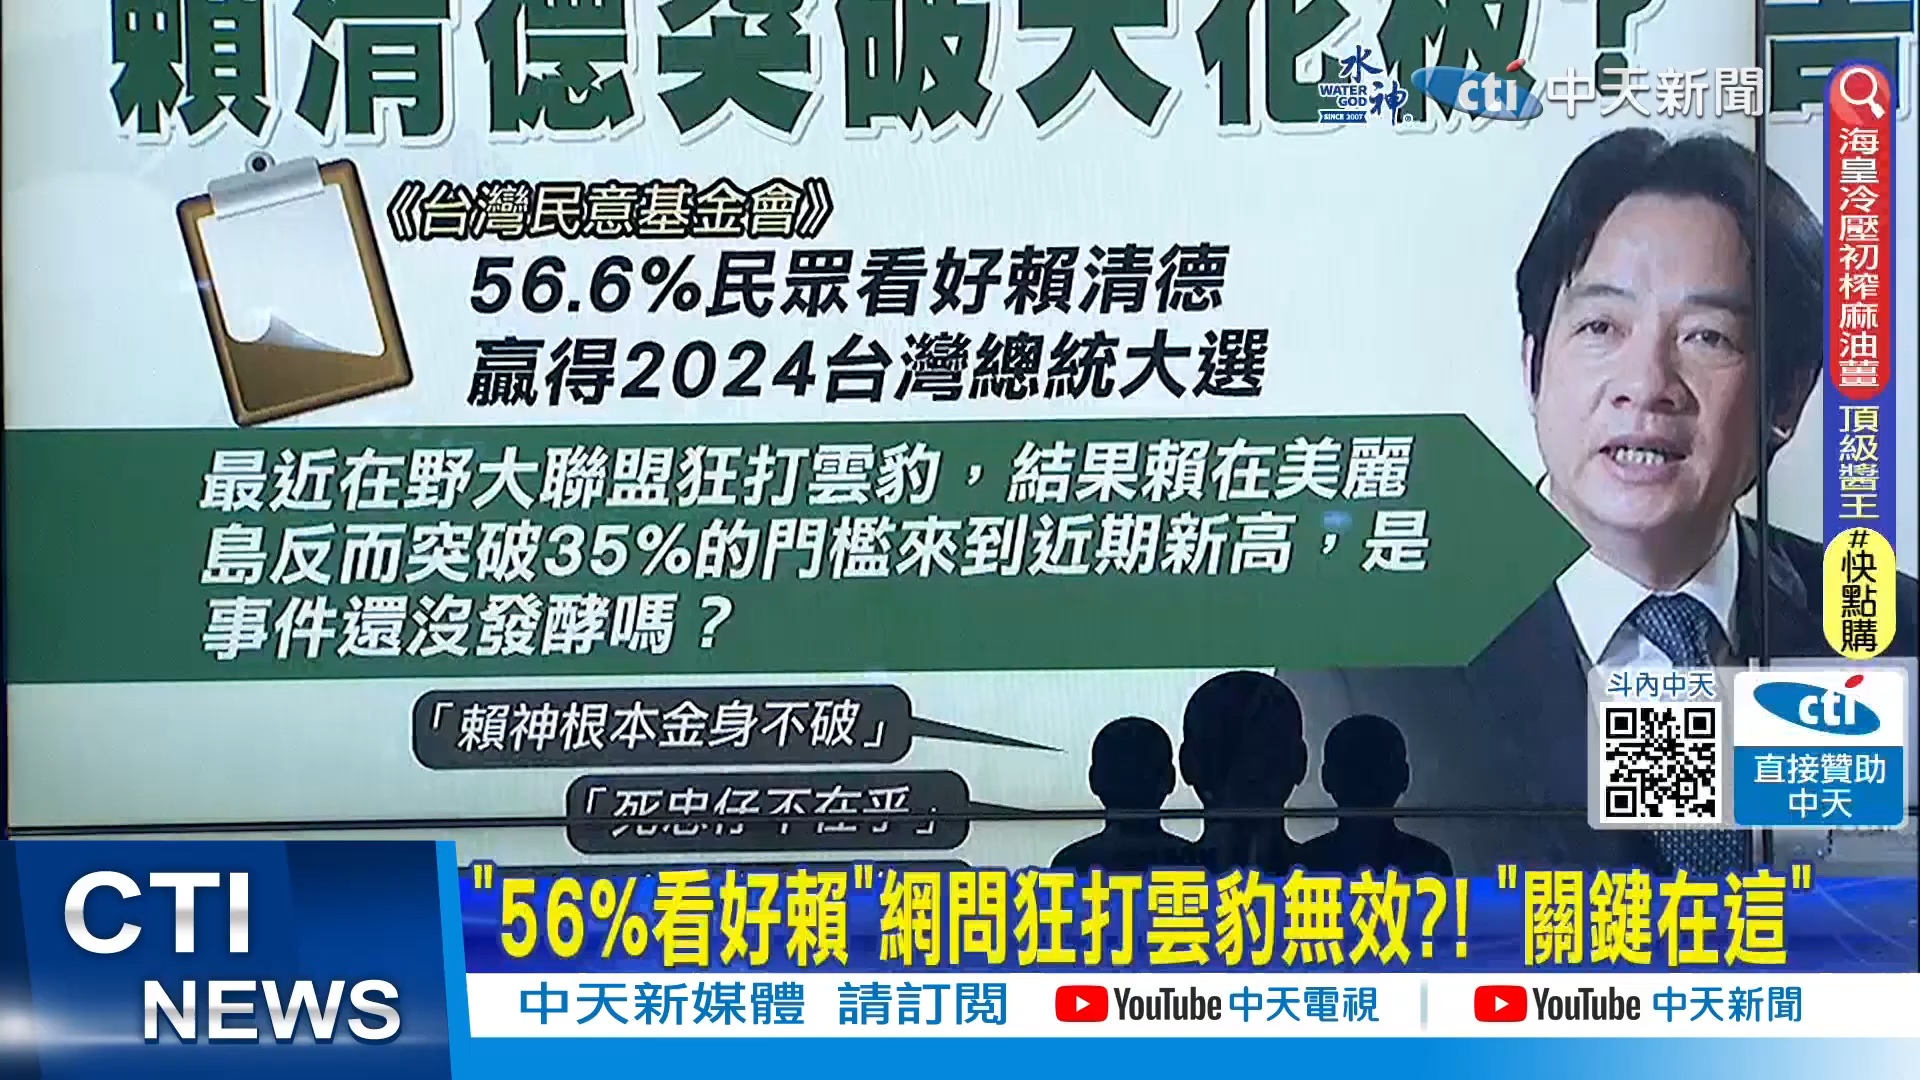 賴清德突破天花板？
水神
WATER GOD
SINCE 2007
cti 中天新聞
《台灣民意基金會》
56.6%民眾看好賴清德
贏得2024台灣總統大選
最近在野大聯盟狂打雲豹，結果賴在美麗
島反而突破35%的門檻來到近期新高，是
事件還沒發酵嗎？
「賴神根本金身不破」
「死忠仔不在乎」
海皇冷壓初榨麻油薑
頂級醬王
#快點購
斗內中天
cti
直接贊助
中天
CTI
NEWS
"56%看好賴"網問狂打雲豹無效?! "關鍵在這"
中天新媒體 請訂閱 YouTube 中天電視 | YouTube 中天新聞